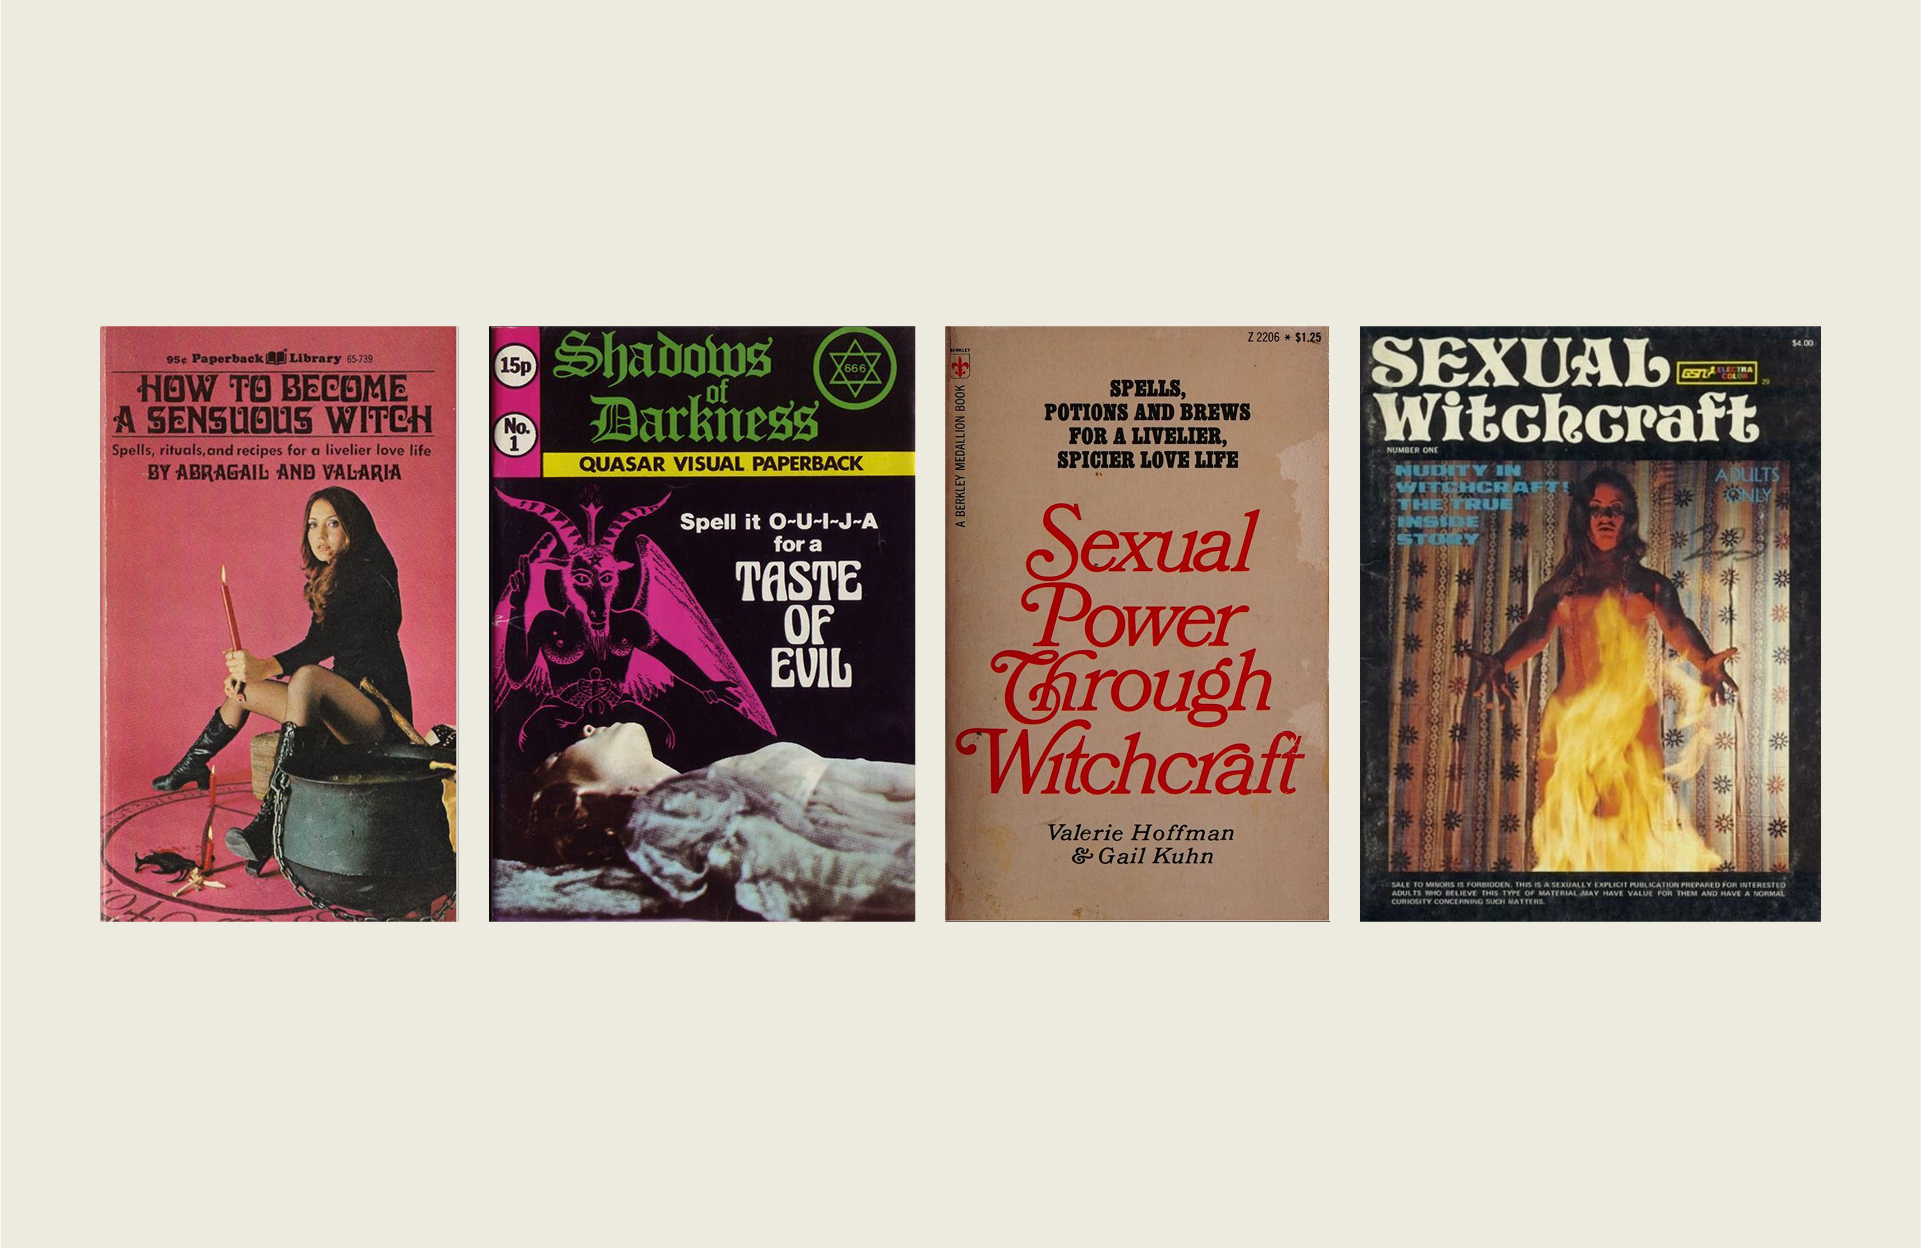 95¢ Paperback Library 65-739
HOW TO BECOME
A SENSUOUS WITCH
Spells, rituals, and recipes for a livelier love life
BY ABRAGAIL AND VALARIA
15p
No.
1
Shadows
of
Darkness
666
QUASAR VISUAL PAPERBACK
Spell it O~U~I~J~A
for a
TASTE
OF
EVIL
BERKLEY
A BERKLEY MEDALLION BOOK
Z 2206 * $1.25
SPELLS,
POTIONS AND BREWS
FOR A LIVELIER,
SPICIER LOVE LIFE
Sexual
Power
Through
Witchcraft
Valerie Hoffman
& Gail Kuhn
SEXUAL
Witchcraft
$4.00
ELECTRA
COLOR
29
NUMBER ONE
NUDITY IN
WITCHCRAFT!
THE TRUE
INSIDE
STORY
ADULTS
ONLY
SALE TO MINORS IS FORBIDDEN. THIS IS A SEXUALLY EXPLICIT PUBLICATION PREPARED FOR INTERESTED
ADULTS WHO BELIEVE THIS TYPE OF MATERIAL MAY HAVE VALUE FOR THEM AND HAVE A NORMAL
CURIOSITY CONCERNING SUCH MATTERS.